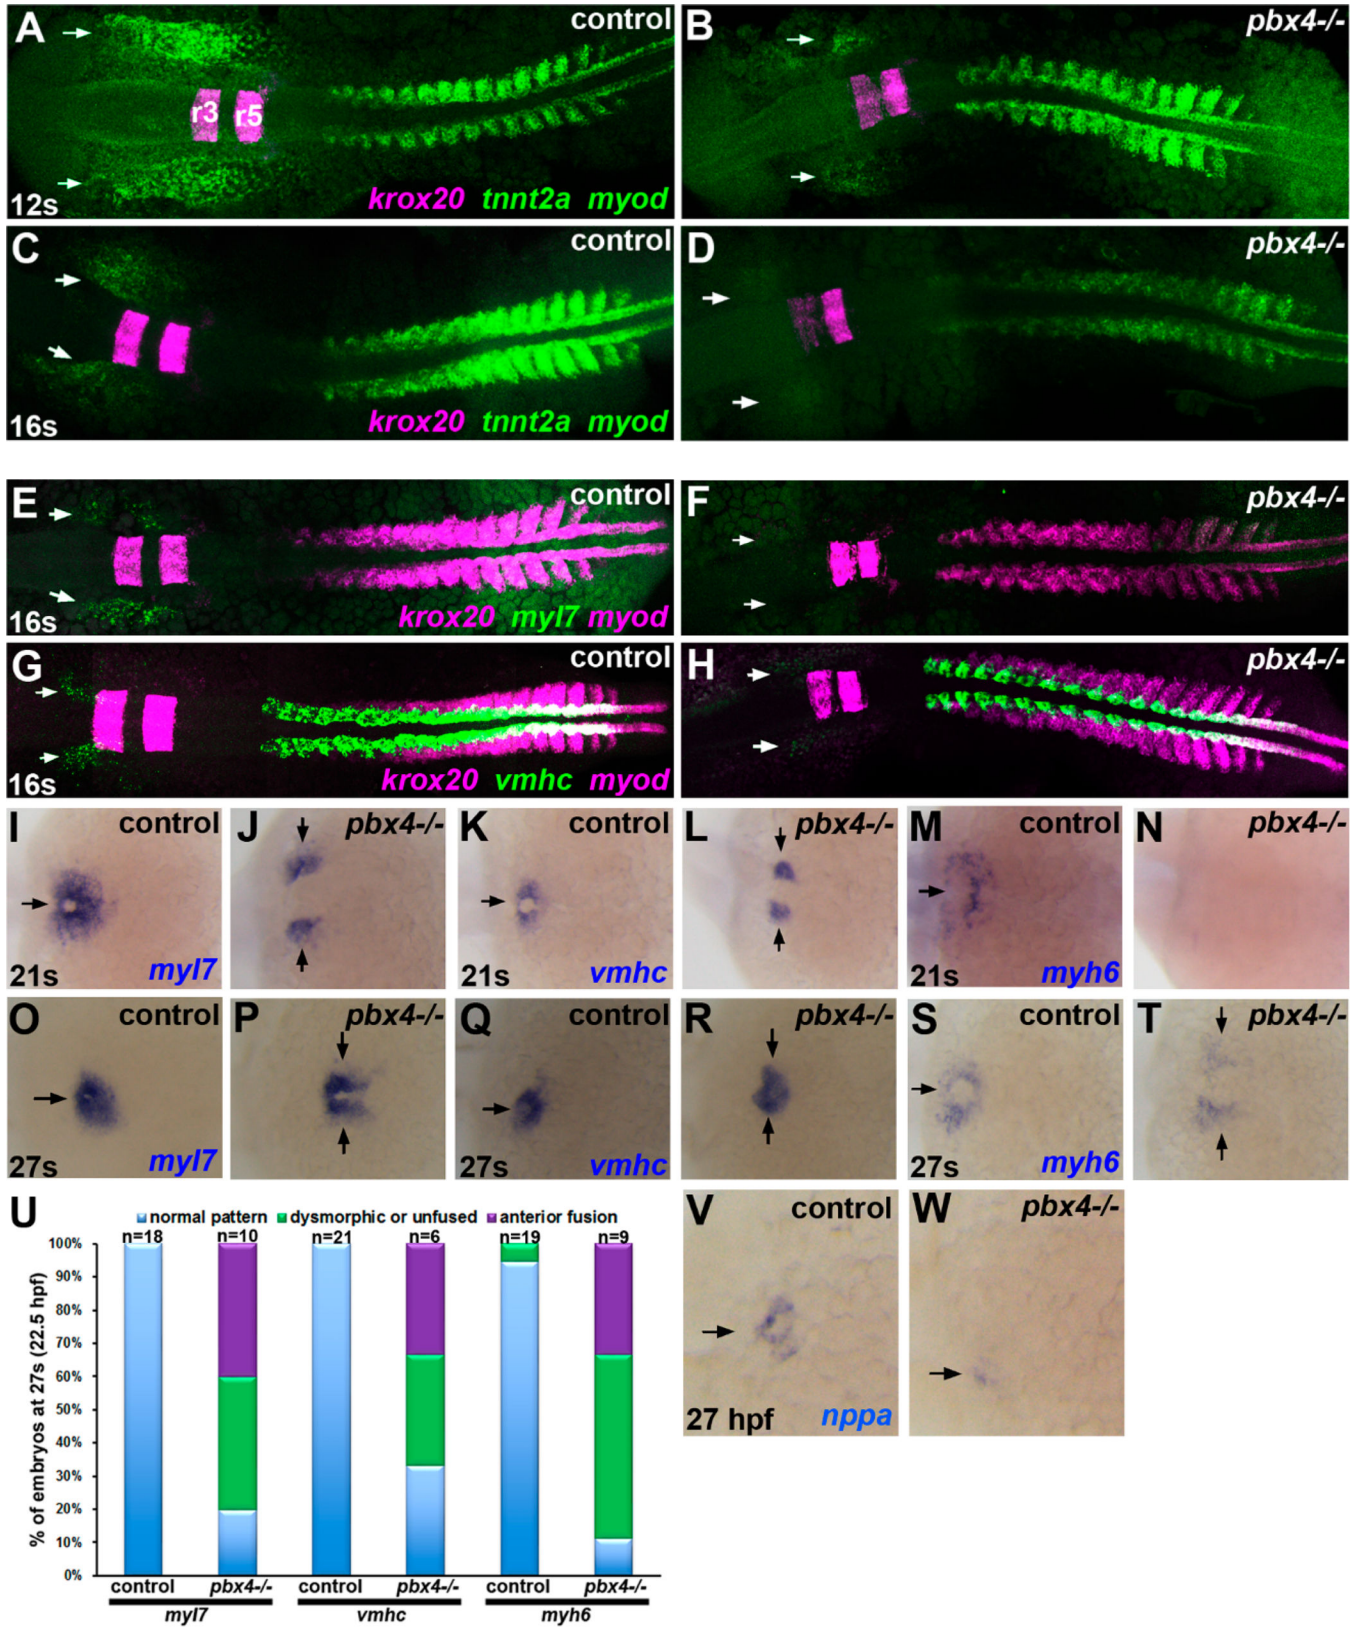 A control
r3 r5
12s krox20 tnnt2a myod
B pbx4-/-
C control
16s krox20 tnnt2a myod
D pbx4-/-
E control
16s krox20 myl7 myod
F pbx4-/-
G control
16s krox20 vmhc myod
H pbx4-/-
I control
21s myl7
J pbx4-/-
K control
21s vmhc
L pbx4-/-
M control
21s myh6
N pbx4-/-
O control
27s myl7
P pbx4-/-
Q control
27s vmhc
R pbx4-/-
S control
27s myh6
T pbx4-/-
U
normal pattern dysmorphic or unfused anterior fusion
n=18 n=10 n=21 n=6 n=19 n=9
% of embryos at 27s (22.5 hpf)
100%
90%
80%
70%
60%
50%
40%
30%
20%
10%
0%
control pbx4-/- control pbx4-/- control pbx4-/-
myl7 vmhc myh6
V control
27 hpf nppa
W pbx4-/-